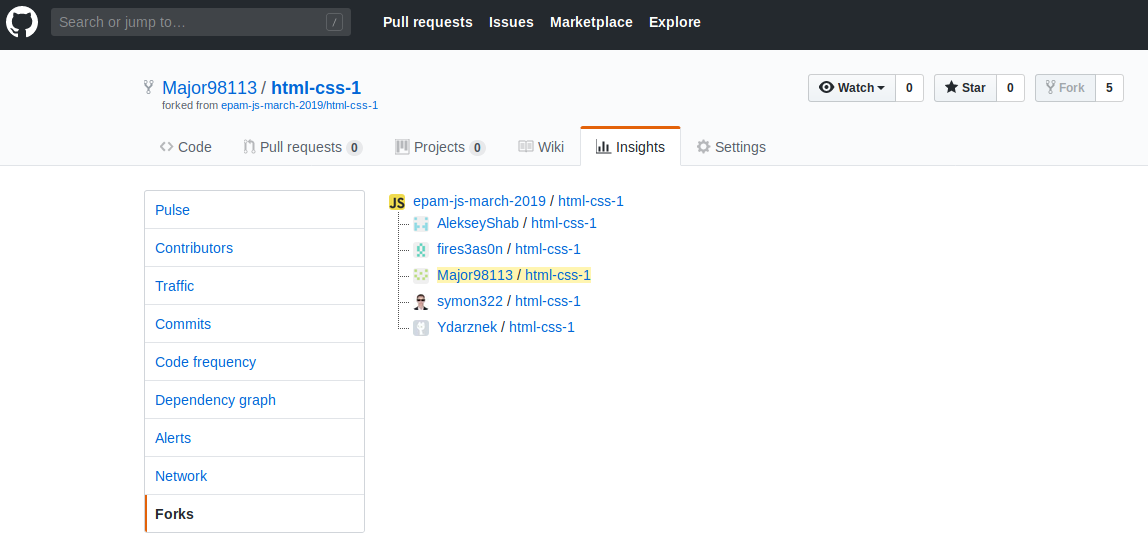 Search or jump to… /
Pull requests Issues Marketplace Explore
Major98113 / html-css-1
forked from epam-js-march-2019/html-css-1
Watch 0 Star 0 Fork 5
Code Pull requests 0 Projects 0 Wiki Insights Settings
Pulse
Contributors
Traffic
Commits
Code frequency
Dependency graph
Alerts
Network
Forks
JS epam-js-march-2019 / html-css-1
AlekseyShab / html-css-1
fires3as0n / html-css-1
Major98113 / html-css-1
symon322 / html-css-1
Ydarznek / html-css-1